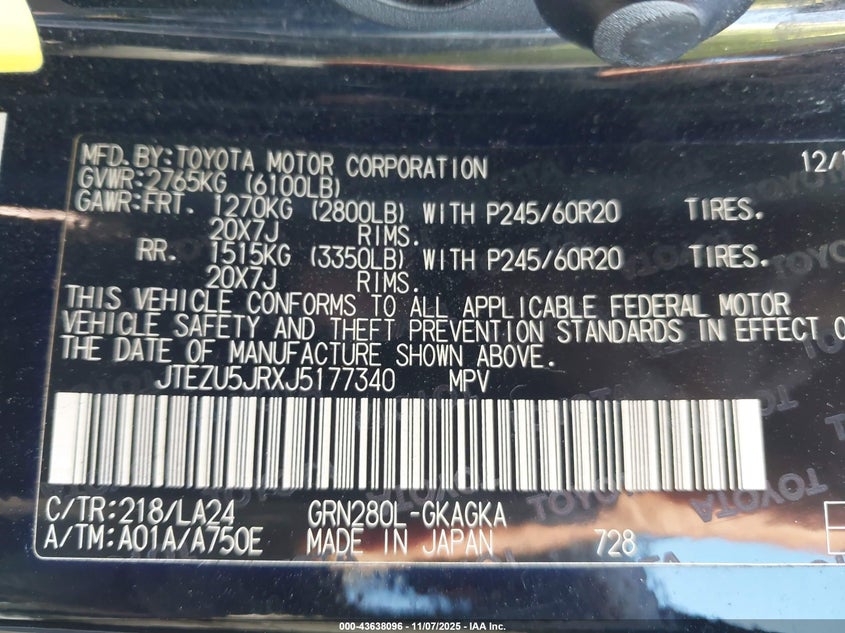 MFD.BY:TOYOTA MOTOR CORPORATION 12/1
GVWR:2765KG (6100LB)
GAWR:FRT. 1270KG (2800LB) WITH P245/60R20 TIRES.
20X7J RIMS.
RR. 1515KG (3350LB) WITH P245/60R20 TIRES.
20X7J RIMS.
THIS VEHICLE CONFORMS TO ALL APPLICABLE FEDERAL MOTOR
VEHICLE SAFETY AND THEFT PREVENTION STANDARDS IN EFFECT O
THE DATE OF MANUFACTURE SHOWN ABOVE.
JTEZU5JRXJ5177340 MPV
C/TR:218/LA24 GRN280L-GKAGKA
A/TM:A01A/A750E MADE IN JAPAN 728
000-43638096 — 11/07/2025 — IAA Inc.